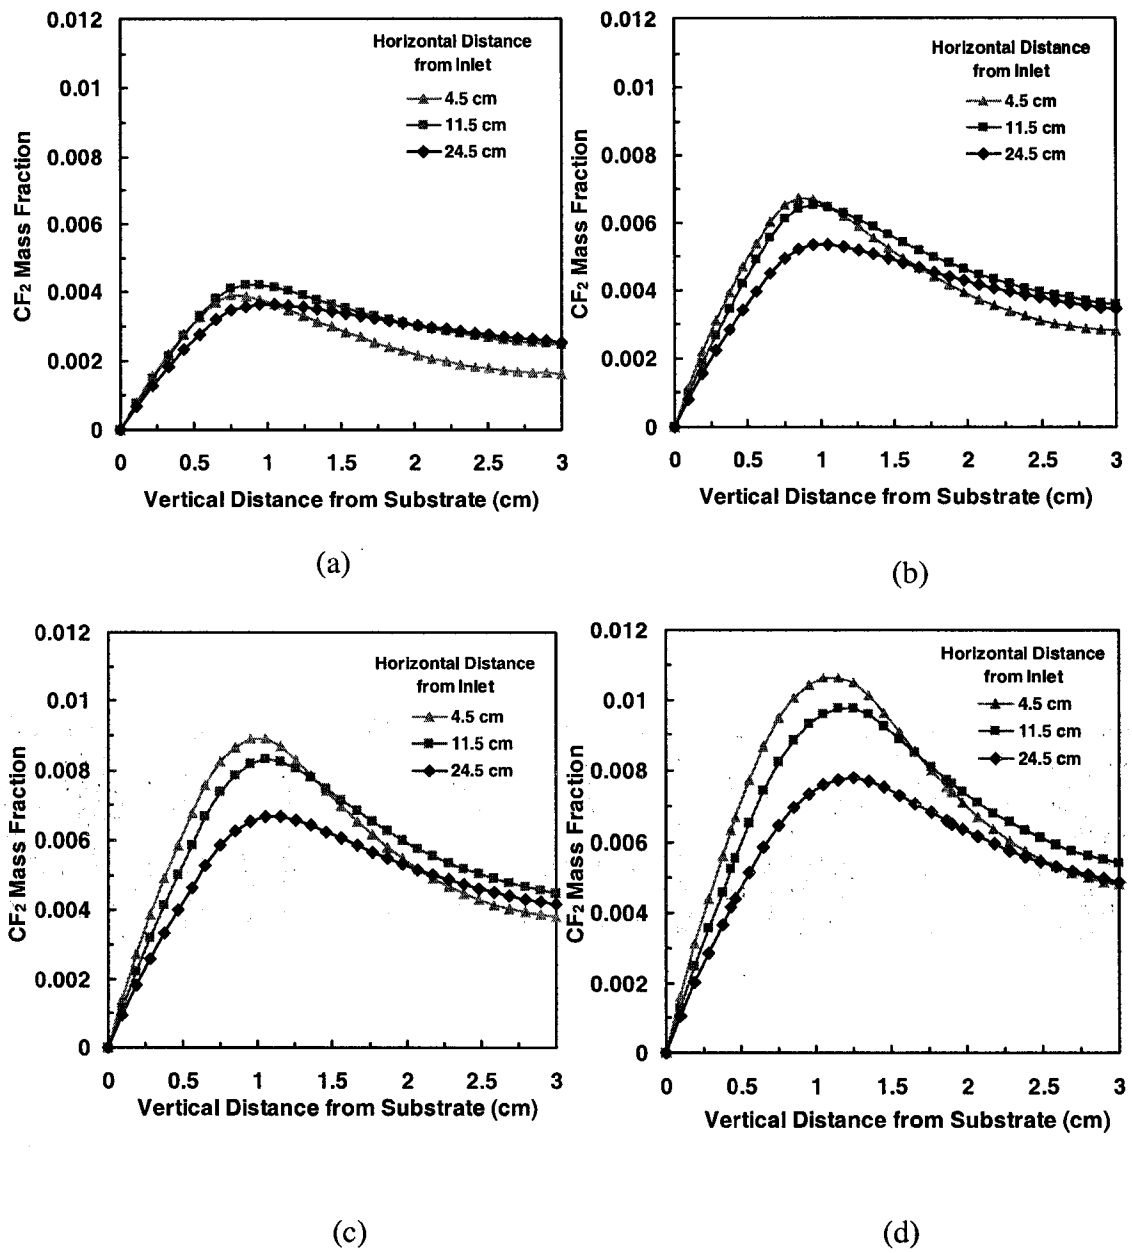 0.012
0.01
0.008
0.006
0.004
0.002
0
CF2 Mass Fraction
Horizontal Distance
from Inlet
4.5 cm
11.5 cm
24.5 cm
0 0.5 1 1.5 2 2.5 3
Vertical Distance from Substrate (cm)
(a)
0.012
0.01
0.008
0.006
0.004
0.002
0
CF2 Mass Fraction
Horizontal Distance
from Inlet
4.5 cm
11.5 cm
24.5 cm
0 0.5 1 1.5 2 2.5 3
Vertical Distance from Substrate (cm)
(b)
0.012
0.01
0.008
0.006
0.004
0.002
0
CF2 Mass Fraction
Horizontal Distance
from Inlet
4.5 cm
11.5 cm
24.5 cm
0 0.5 1 1.5 2 2.5 3
Vertical Distance from Substrate (cm)
(c)
0.012
0.01
0.008
0.006
0.004
0.002
0
CF2 Mass Fraction
Horizontal Distance
from Inlet
4.5 cm
11.5 cm
24.5 cm
0 0.5 1 1.5 2 2.5 3
Vertical Distance from Substrate (cm)
(d)